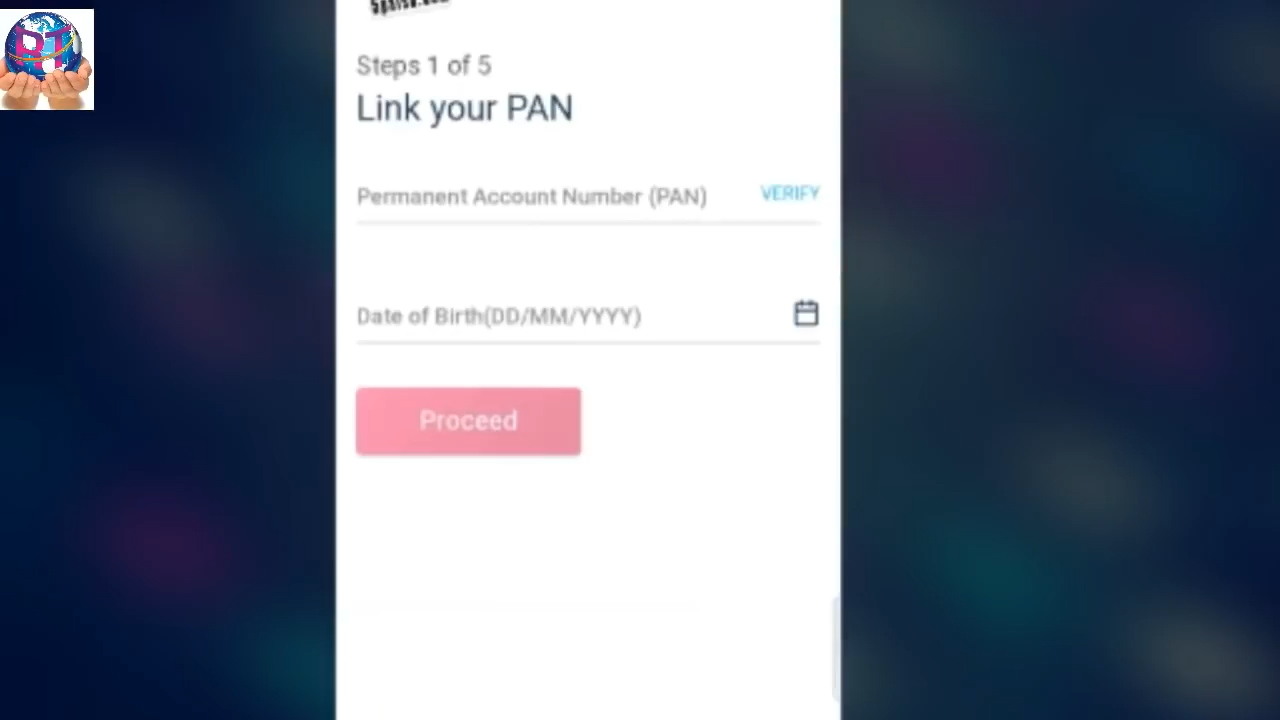 RT
Steps 1 of 5
Link your PAN
Permanent Account Number (PAN)
VERIFY
Date of Birth(DD/MM/YYYY)
Proceed